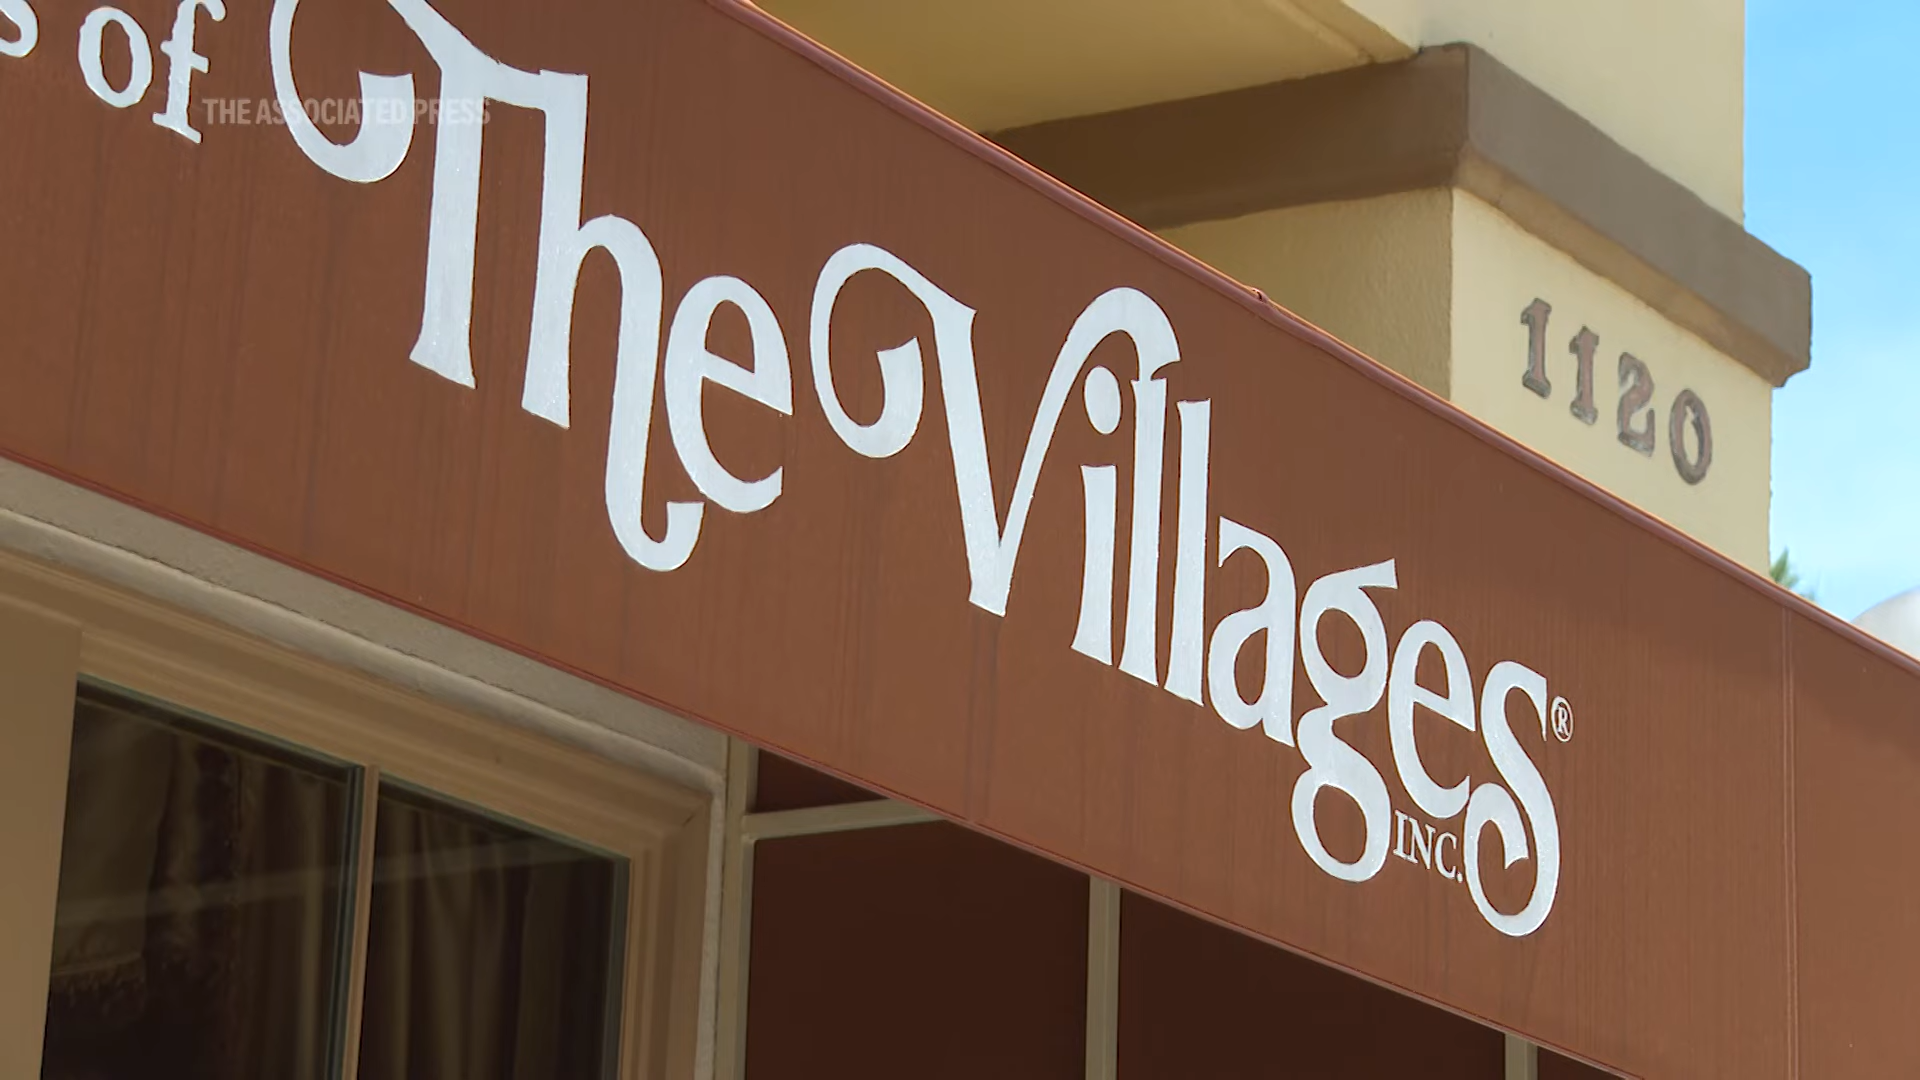 of The Villages®
INC.
THE ASSOCIATED PRESS
1120